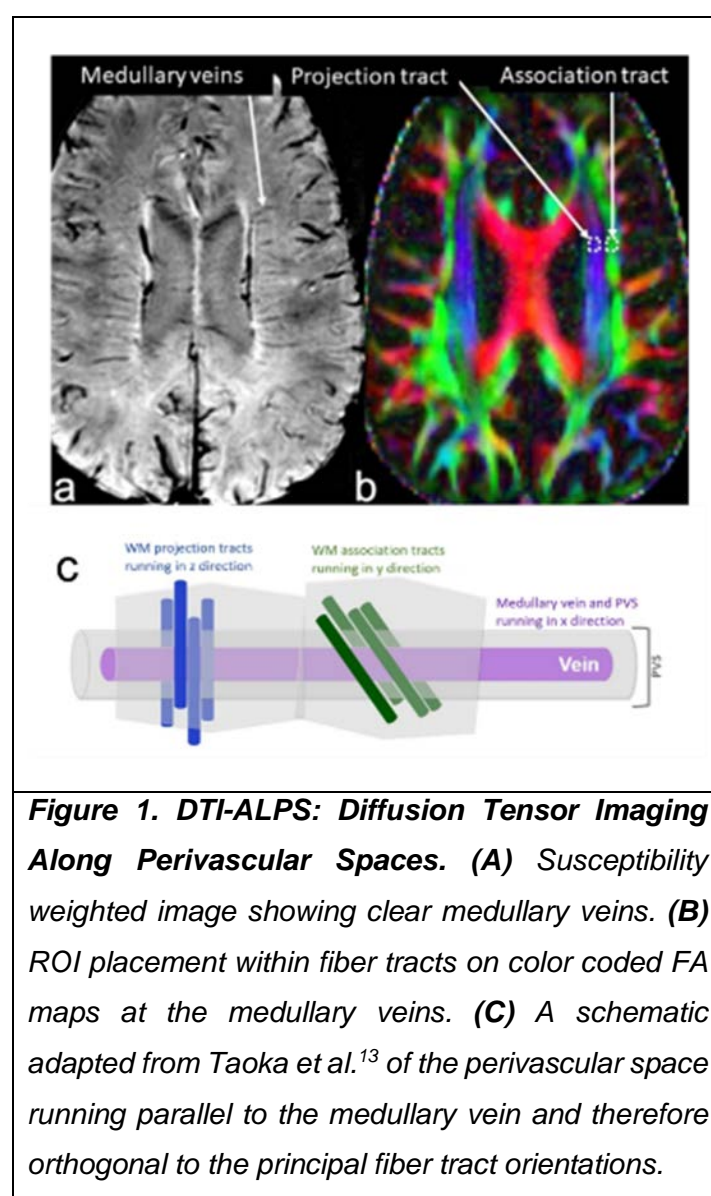 Medullary veins Projection tract Association tract
a b
c
WM projection tracts
running in z direction
WM association tracts
running in y direction
Medullary vein and PVS
running in x direction
Vein
PVS
Figure 1. DTI-ALPS: Diffusion Tensor Imaging
Along Perivascular Spaces. (A) Susceptibility
weighted image showing clear medullary veins. (B)
ROI placement within fiber tracts on color coded FA
maps at the medullary veins. (C) A schematic
adapted from Taoka et al.13 of the perivascular space
running parallel to the medullary vein and therefore
orthogonal to the principal fiber tract orientations.